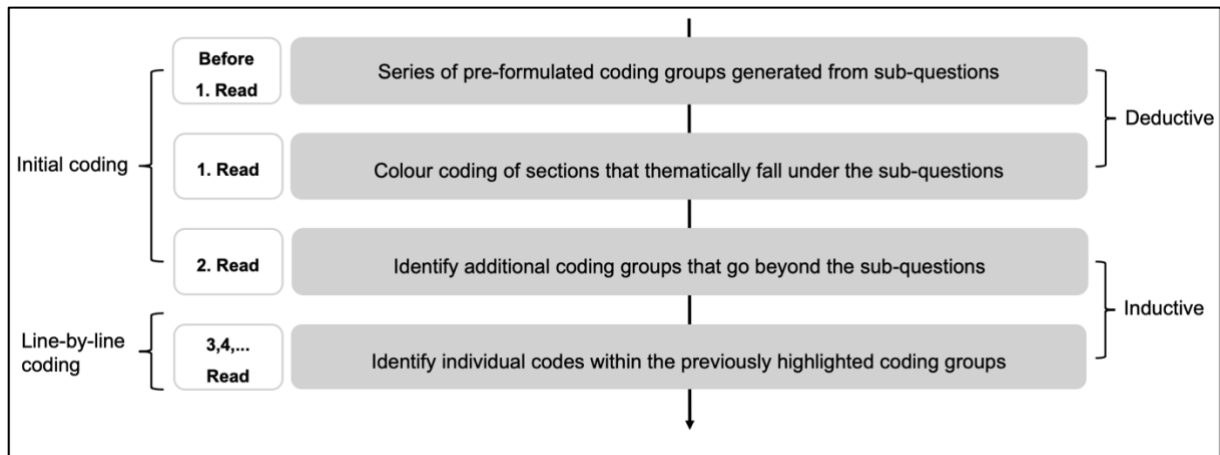 Before
1. Read
Series of pre-formulated coding groups generated from sub-questions
Deductive
Initial coding
1. Read
Colour coding of sections that thematically fall under the sub-questions
2. Read
Identify additional coding groups that go beyond the sub-questions
Inductive
Line-by-line
coding
3,4,...
Read
Identify individual codes within the previously highlighted coding groups